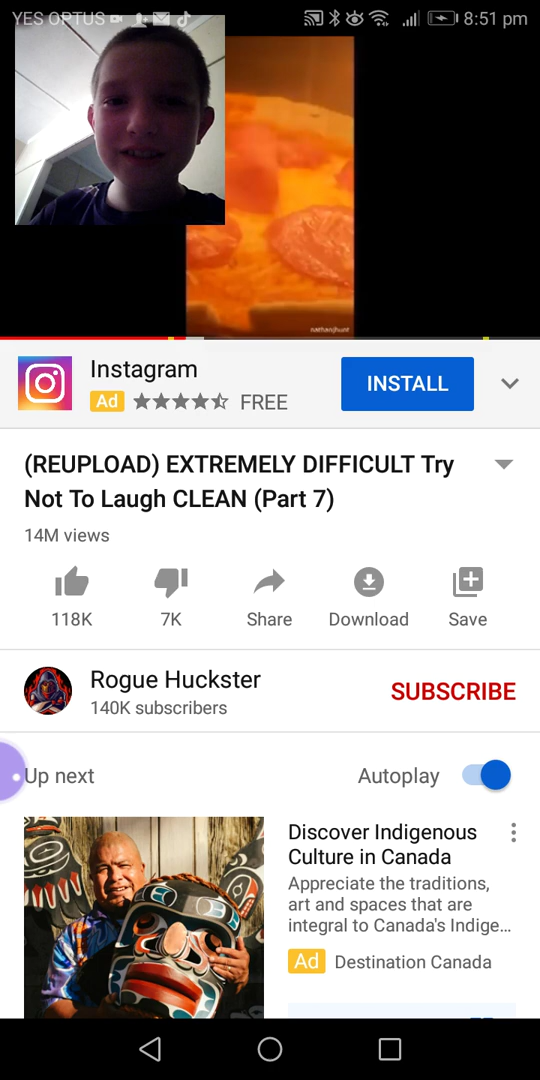 YES OPTUS 8:51 pm
nathanjhunt
Instagram
INSTALL
Ad FREE
(REUPLOAD) EXTREMELY DIFFICULT Try
Not To Laugh CLEAN (Part 7)
14M views
118K 7K Share Download Save
Rogue Huckster
SUBSCRIBE
140K subscribers
Up next Autoplay
Discover Indigenous
Culture in Canada
Appreciate the traditions,
art and spaces that are
integral to Canada's Indige...
Ad Destination Canada